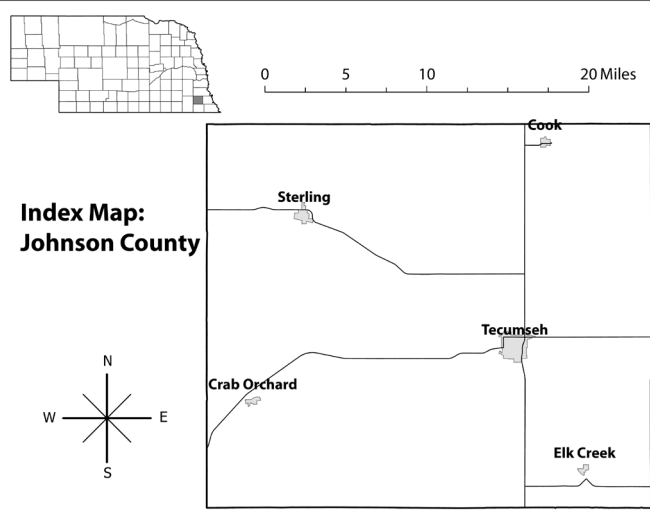 0 5 10 20 Miles
Cook
Sterling
Index Map:
Johnson County
Tecumseh
N
Crab Orchard
W E
S
Elk Creek